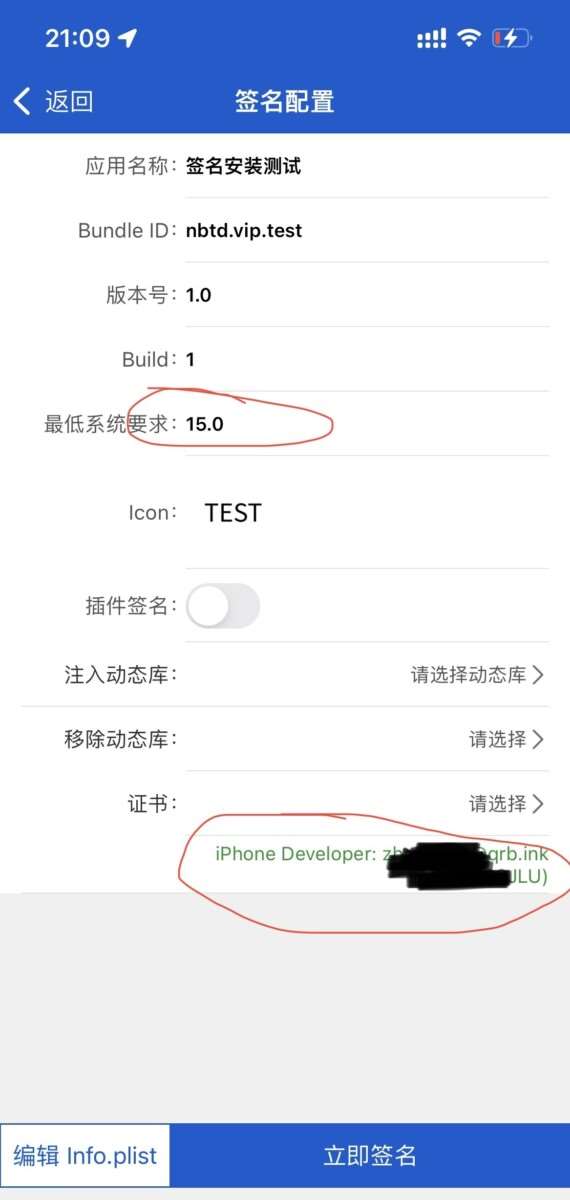 21:09
返回
签名配置
应用名称: 签名安装测试
Bundle ID: nbtd.vip.test
版本号: 1.0
Build: 1
最低系统要求: 15.0
Icon: TEST
插件签名:
注入动态库: 请选择动态库
移除动态库: 请选择
证书: 请选择
iPhone Developer: qrb.ink
JLU)
编辑 Info.plist
立即签名